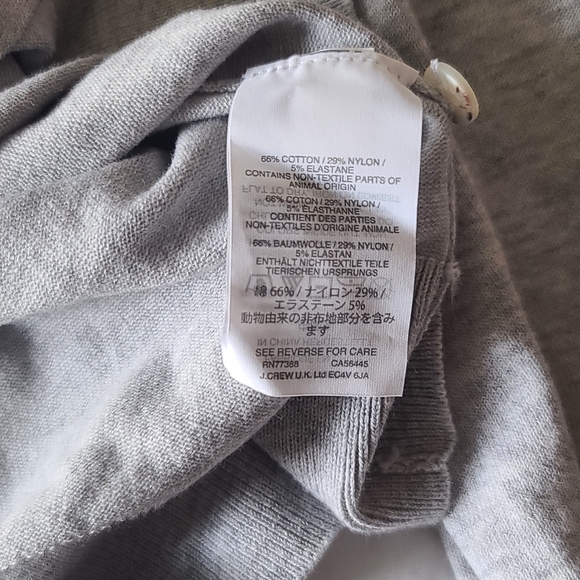 66% COTTON / 29% NYLON /
5% ELASTANE
CONTAINS NON-TEXTILE PARTS OF
ANIMAL ORIGIN
66% COTON / 29% NYLON /
5% ELASTHANNE
CONTIENT DES PARTIES
NON-TEXTILES D'ORIGINE ANIMALE
66% BAUMWOLLE / 29% NYLON /
5% ELASTAN
ENTHÄLT NICHTTEXTILE TEILE
TIERISCHEN URSPRUNGS
綿 66% / ナイロン 29% /
エラステーン 5%
動物由来の非布地部分を含み
ます
SEE REVERSE FOR CARE
RN77388 CA56445
J.CREW U.K. Ltd EC4V 6JA